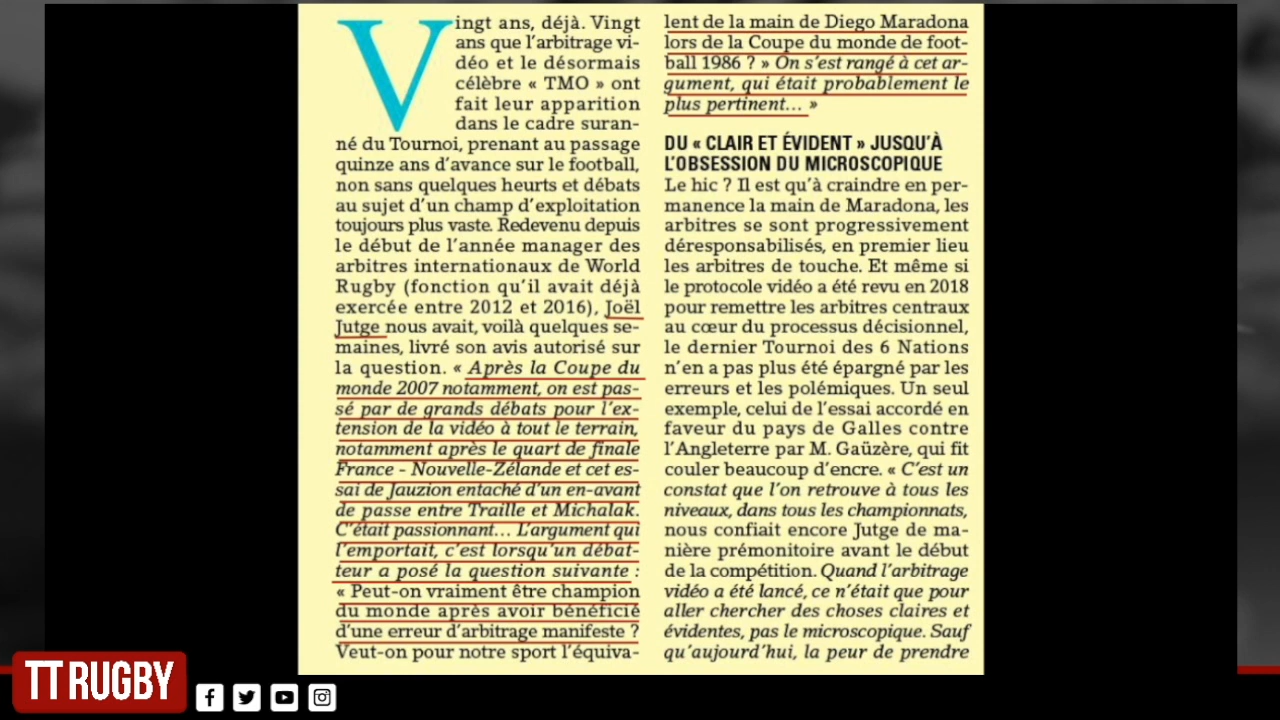 Vingt ans, déjà. Vingt
ans que l'arbitrage vi-
déo et le désormais
célèbre « TMO » ont
fait leur apparition
dans le cadre suran-
né du Tournoi, prenant au passage
quinze ans d'avance sur le football,
non sans quelques heurts et débats
au sujet d'un champ d'exploitation
toujours plus vaste. Redevenu depuis
le début de l'année manager des
arbitres internationaux de World
Rugby (fonction qu'il avait déjà
exercée entre 2012 et 2016), Joël
Jutge nous avait, voilà quelques se-
maines, livré son avis autorisé sur
la question. « Après la Coupe du
monde 2007 notamment, on est pas-
sé par de grands débats pour l'ex-
tension de la vidéo à tout le terrain,
notamment après le quart de finale
France - Nouvelle-Zélande et cet es-
sai de Jauzion entaché d'un en-avant
de passe entre Traille et Michalak.
C'était passionnant... L'argument qui
l'emportait, c'est lorsqu'un débat-
teur a posé la question suivante :
« Peut-on vraiment être champion
du monde après avoir bénéficié
d'une erreur d'arbitrage manifeste ?
Veut-on pour notre sport l'équiva-
lent de la main de Diego Maradona
lors de la Coupe du monde de foot-
ball 1986 ? » On s'est rangé à cet ar-
gument, qui était probablement le
plus pertinent... »
DU « CLAIR ET ÉVIDENT » JUSQU'À
L'OBSESSION DU MICROSCOPIQUE
Le hic ? Il est qu'à craindre en per-
manence la main de Maradona, les
arbitres se sont progressivement
déresponsabilisés, en premier lieu
les arbitres de touche. Et même si
le protocole vidéo a été revu en 2018
pour remettre les arbitres centraux
au cœur du processus décisionnel,
le dernier Tournoi des 6 Nations
n'en a pas plus été épargné par les
erreurs et les polémiques. Un seul
exemple, celui de l'essai accordé en
faveur du pays de Galles contre
l'Angleterre par M. Gaüzère, qui fit
couler beaucoup d'encre. « C'est un
constat que l'on retrouve à tous les
niveaux, dans tous les championnats,
nous confiait encore Jutge de ma-
nière prémonitoire avant le début
de la compétition. Quand l'arbitrage
vidéo a été lancé, ce n'était que pour
aller chercher des choses claires et
évidentes, pas le microscopique. Sauf
qu'aujourd'hui, la peur de prendre
TT RUGBY